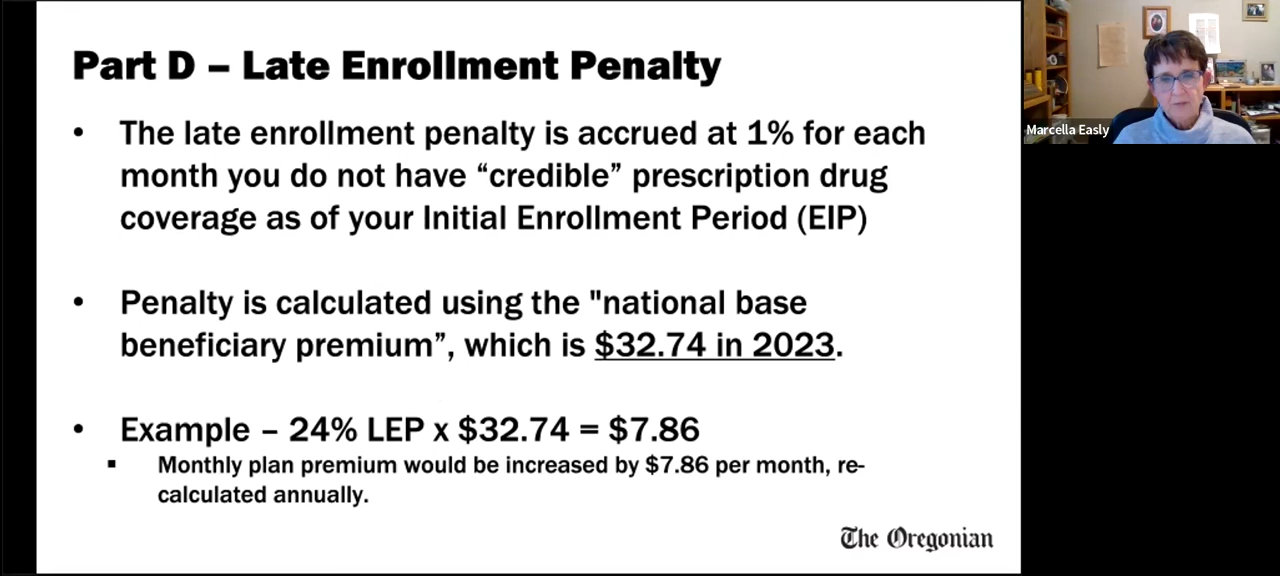 Part D – Late Enrollment Penalty
• The late enrollment penalty is accrued at 1% for each
month you do not have “credible” prescription drug
coverage as of your Initial Enrollment Period (EIP)
• Penalty is calculated using the "national base
beneficiary premium”, which is $32.74 in 2023.
• Example – 24% LEP x $32.74 = $7.86
▪ Monthly plan premium would be increased by $7.86 per month, re-
calculated annually.
The Oregonian
Marcella Easly